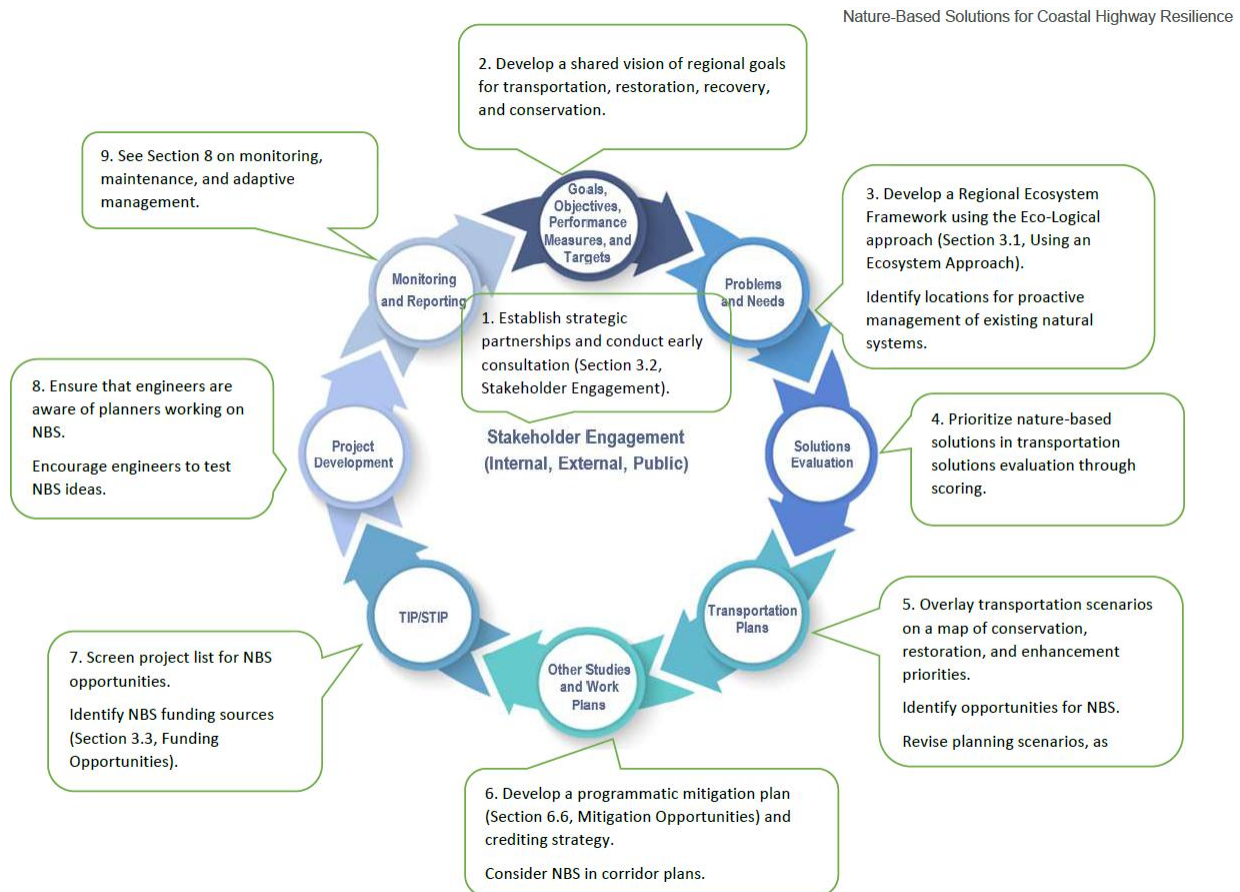 Nature-Based Solutions for Coastal Highway Resilience
2. Develop a shared vision of regional goals
for transportation, restoration, recovery,
and conservation.
9. See Section 8 on monitoring,
maintenance, and adaptive
management.
Goals,
Objectives,
Performance
Measures, and
Targets
3. Develop a Regional Ecosystem
Framework using the Eco-Logical
approach (Section 3.1, Using an
Ecosystem Approach).
Identify locations for proactive
management of existing natural
systems.
Monitoring
and Reporting
Problems
and Needs
1. Establish strategic
partnerships and conduct early
consultation (Section 3.2,
Stakeholder Engagement).
8. Ensure that engineers are
aware of planners working on
NBS.
Encourage engineers to test
NBS ideas.
Project
Development
Stakeholder Engagement
(Internal, External, Public)
Solutions
Evaluation
4. Prioritize nature-based
solutions in transportation
solutions evaluation through
scoring.
TIP/STIP
Transportation
Plans
5. Overlay transportation scenarios
on a map of conservation,
restoration, and enhancement
priorities.
Identify opportunities for NBS.
Revise planning scenarios, as
7. Screen project list for NBS
opportunities.
Identify NBS funding sources
(Section 3.3, Funding
Opportunities).
Other Studies
and Work
Plans
6. Develop a programmatic mitigation plan
(Section 6.6, Mitigation Opportunities) and
crediting strategy.
Consider NBS in corridor plans.